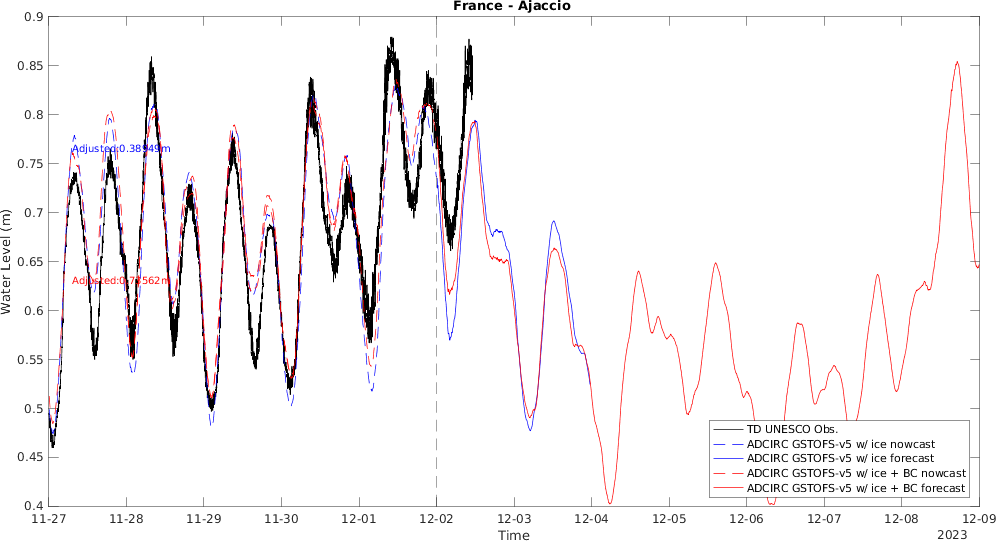 France - Ajaccio
0.9
0.85
0.8
0.75
0.7
0.65
0.6
0.55
0.5
0.45
0.4
Water Level (m)
Adjusted:0.38949m
TD UNESCO Obs.
ADCIRC GSTOFS-v5 w/ ice nowcast
ADCIRC GSTOFS-v5 w/ ice forecast
ADCIRC GSTOFS-v5 w/ ice + BC nowcast
ADCIRC GSTOFS-v5 w/ ice + BC forecast
11-27 11-28 11-29 11-30 12-01 12-02 12-03 12-04 12-05 12-06 12-07 12-08 12-09
Time
2023